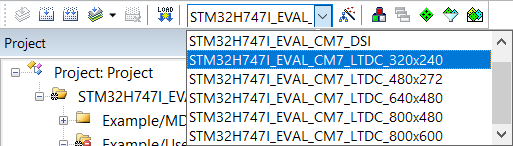 LOAD
STM32H747I_EVAL_
STM32H747I_EVAL_CM7_DSI
STM32H747I_EVAL_CM7_LTDC_320x240
STM32H747I_EVAL_CM7_LTDC_480x272
STM32H747I_EVAL_CM7_LTDC_640x480
STM32H747I_EVAL_CM7_LTDC_800x480
STM32H747I_EVAL_CM7_LTDC_800x600
Project
Project: Project
STM32H747I_EVA
Example/MD
Example/Use